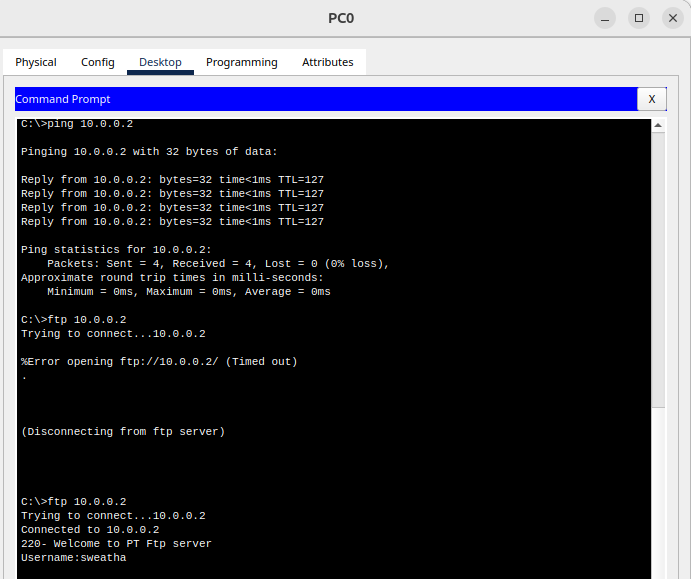 PC0
Physical Config Desktop Programming Attributes
Command Prompt X
C:\>ping 10.0.0.2
Pinging 10.0.0.2 with 32 bytes of data:
Reply from 10.0.0.2: bytes=32 time<1ms TTL=127
Reply from 10.0.0.2: bytes=32 time<1ms TTL=127
Reply from 10.0.0.2: bytes=32 time<1ms TTL=127
Reply from 10.0.0.2: bytes=32 time<1ms TTL=127
Ping statistics for 10.0.0.2:
    Packets: Sent = 4, Received = 4, Lost = 0 (0% loss),
Approximate round trip times in milli-seconds:
    Minimum = 0ms, Maximum = 0ms, Average = 0ms
C:\>ftp 10.0.0.2
Trying to connect...10.0.0.2
%Error opening ftp://10.0.0.2/ (Timed out)
.
(Disconnecting from ftp server)
C:\>ftp 10.0.0.2
Trying to connect...10.0.0.2
Connected to 10.0.0.2
220- Welcome to PT Ftp server
Username:sweatha